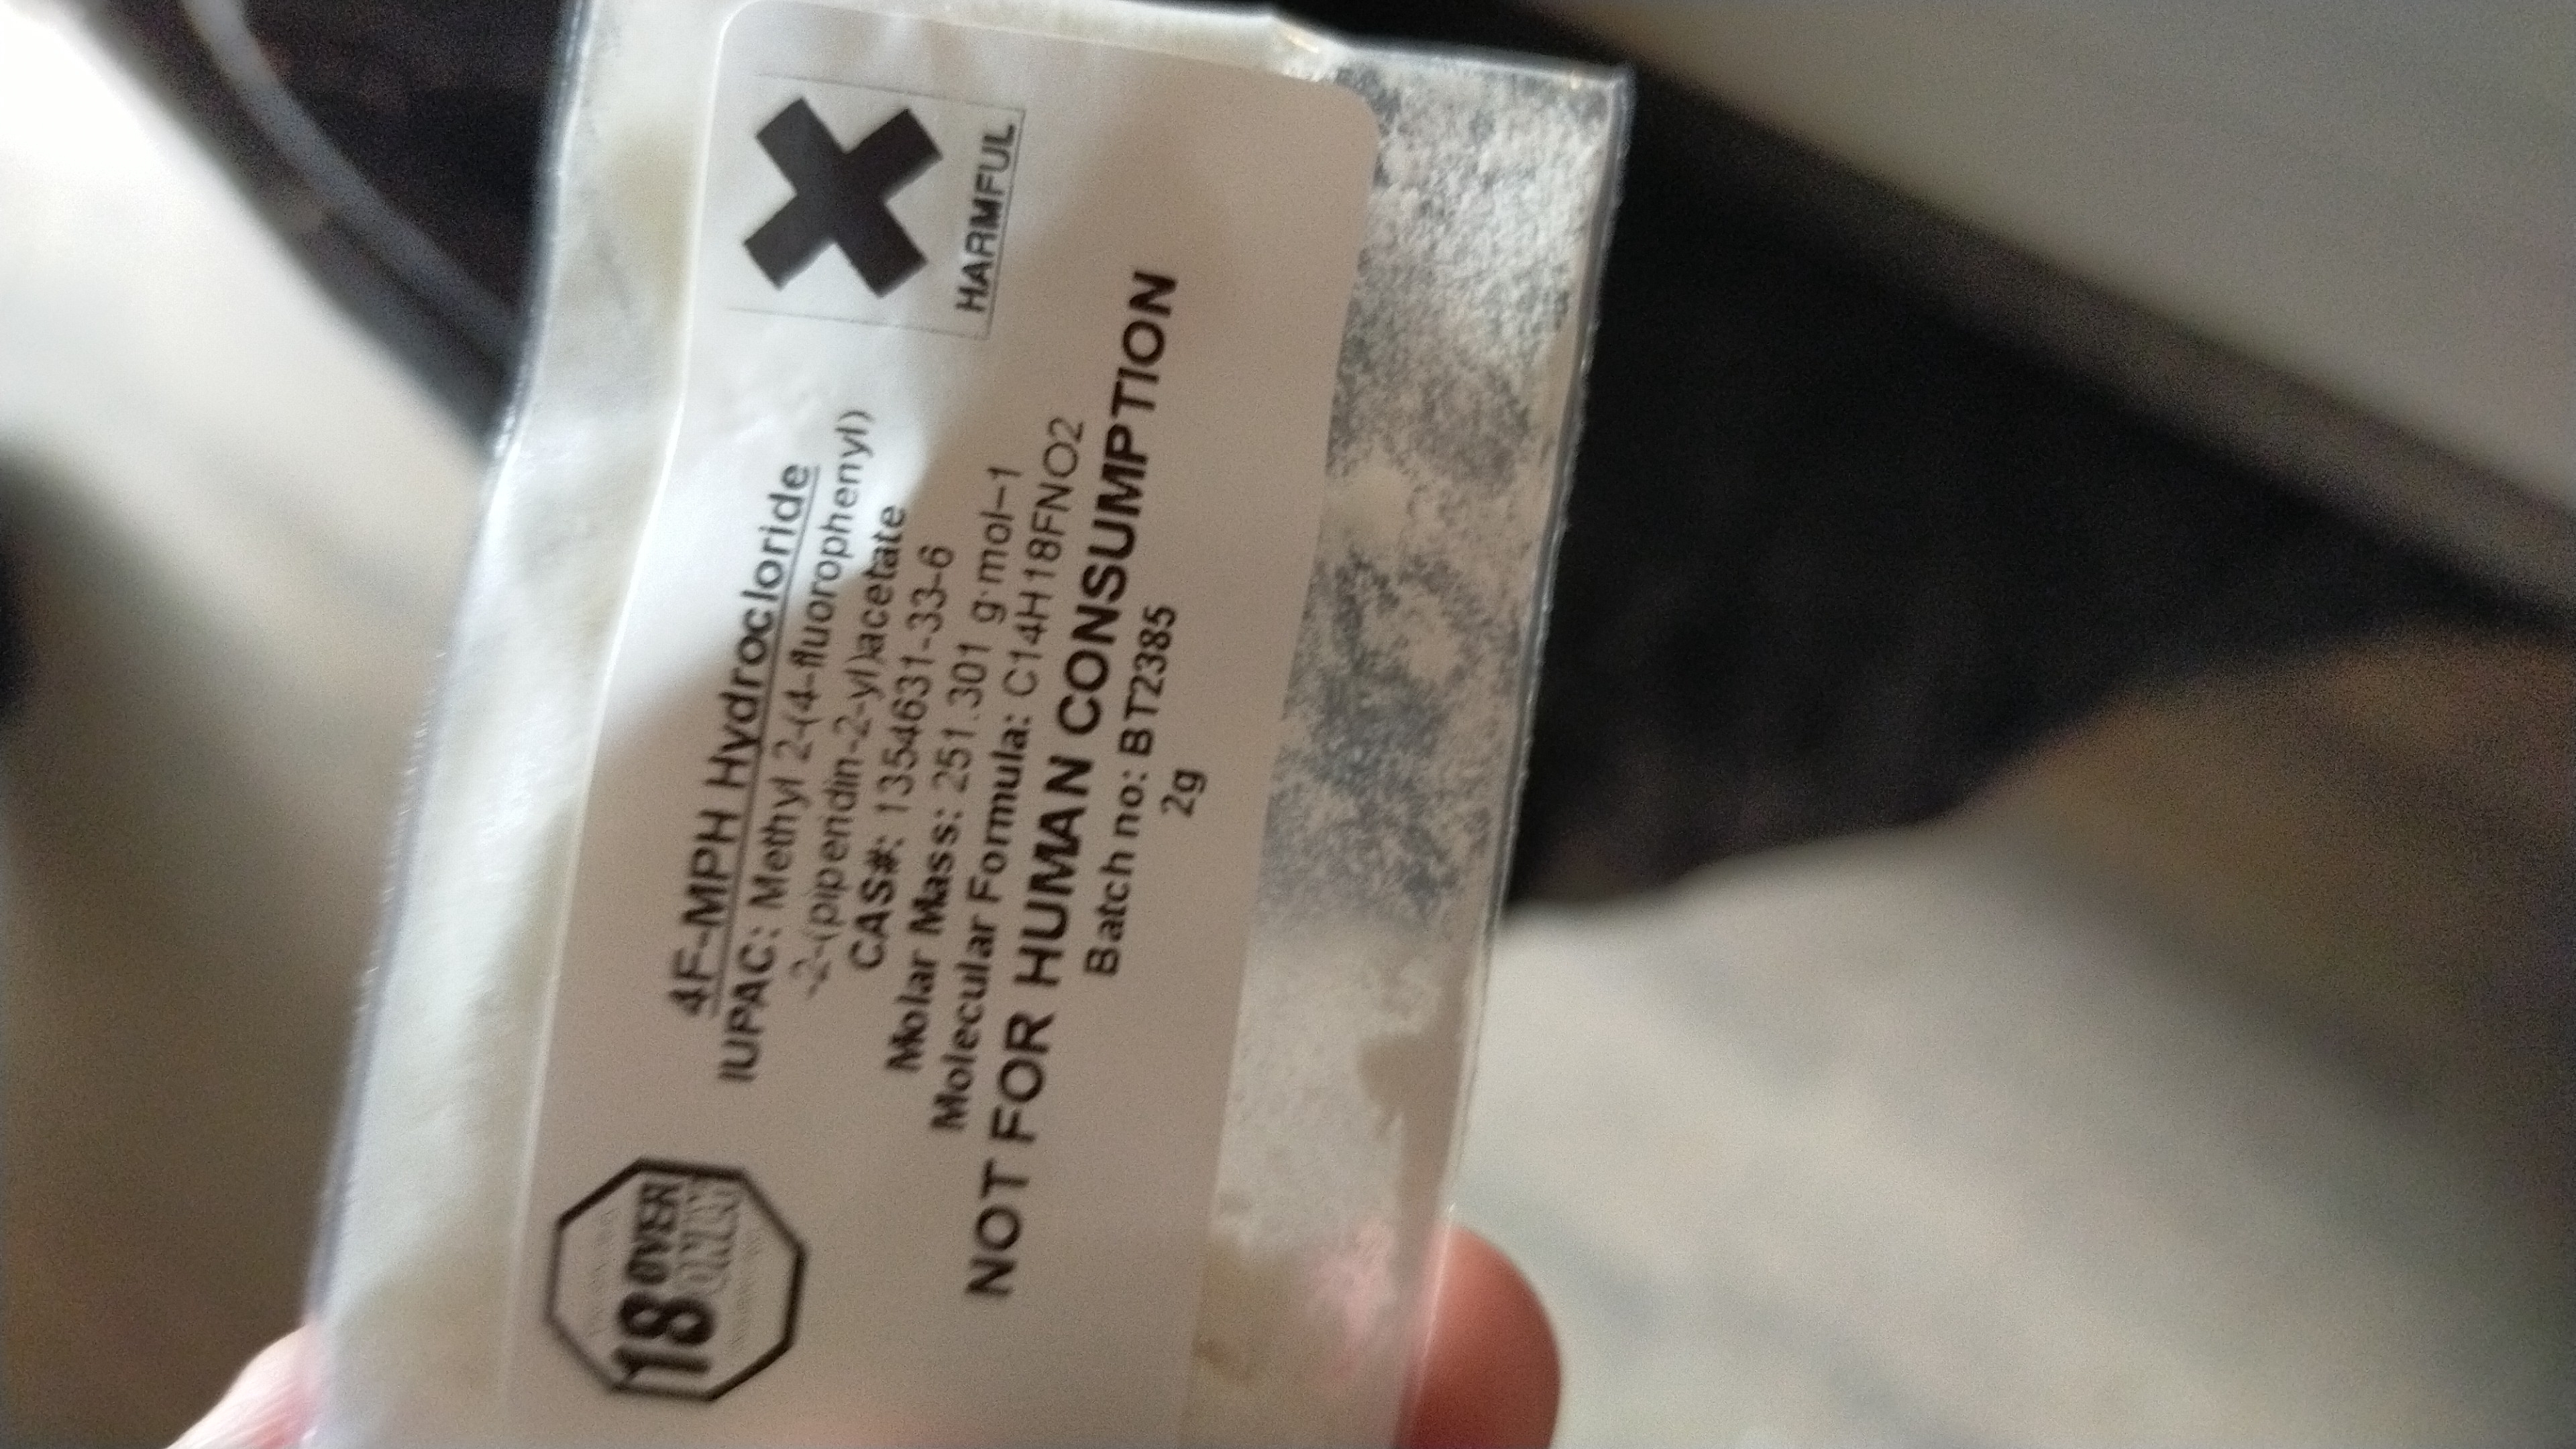 4F-MPH Hydrocloride
IUPAC: Methyl 2-(4-fluorophenyl)
-2-(piperidin-2-yl)acetate
CAS#: 1354631-33-6
Molar Mass: 251.301 g·mol−1
Molecular Formula: C14H18FNO2
NOT FOR HUMAN CONSUMPTION
Batch no: BT2385
2g
HARMFUL
18 OVER
ONLY